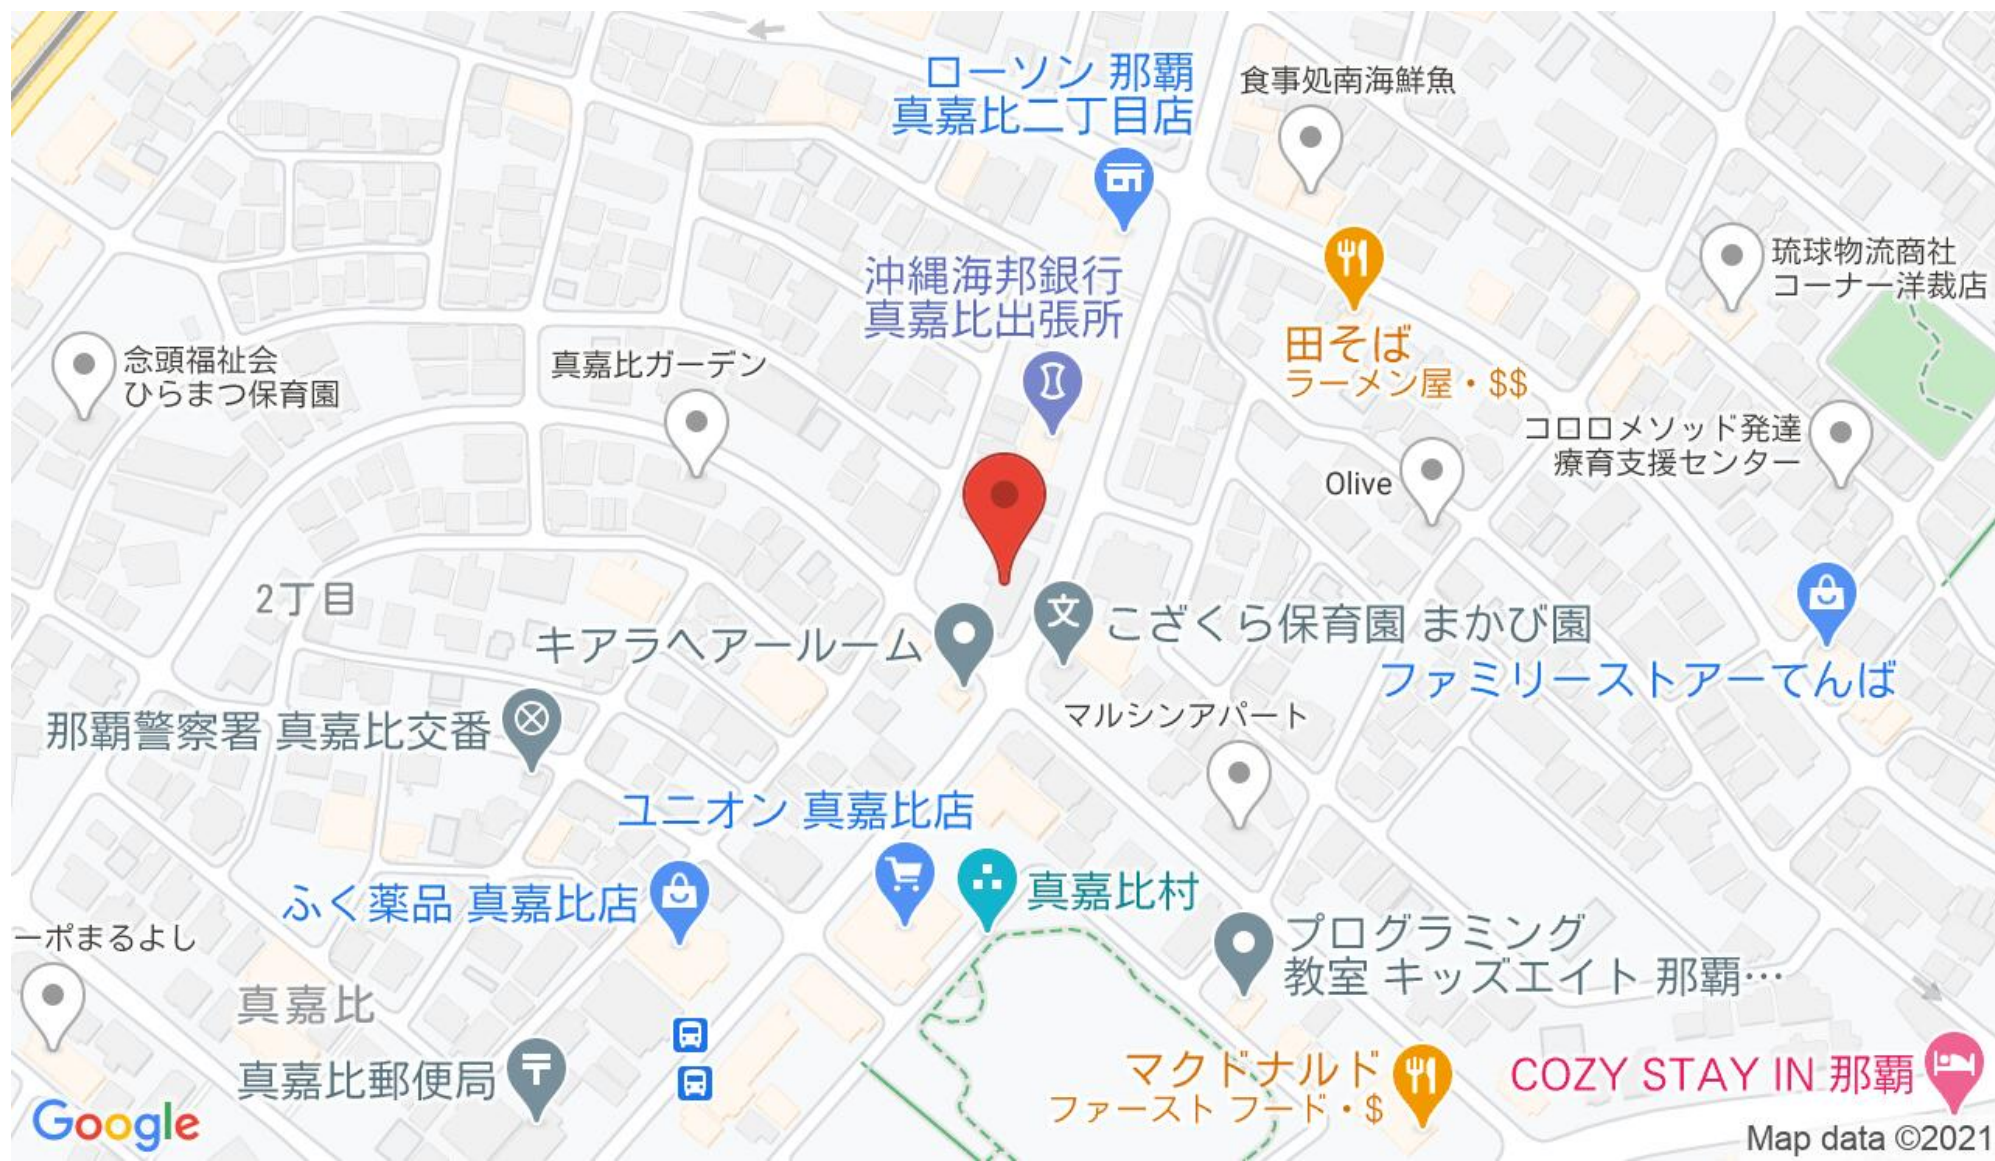 ローソン 那覇
真嘉比二丁目店
食事処南海鮮魚
琉球物流商社
コーナー洋裁店
沖縄海邦銀行
真嘉比出張所
田そば
ラーメン屋・$$
念頭福祉会
ひらまつ保育園
真嘉比ガーデン
コロロメソッド発達
療育支援センター
Olive
2丁目
キアラヘアールーム
こざくら保育園 まかび園
ファミリーストアーてんば
那覇警察署 真嘉比交番
マルシンアパート
ユニオン 真嘉比店
ふく薬品 真嘉比店
真嘉比村
ーポまるよし
プログラミング
教室 キッズエイト 那覇…
真嘉比
真嘉比郵便局
マクドナルド
ファースト フード・$
COZY STAY IN 那覇
Google
Map data ©2021